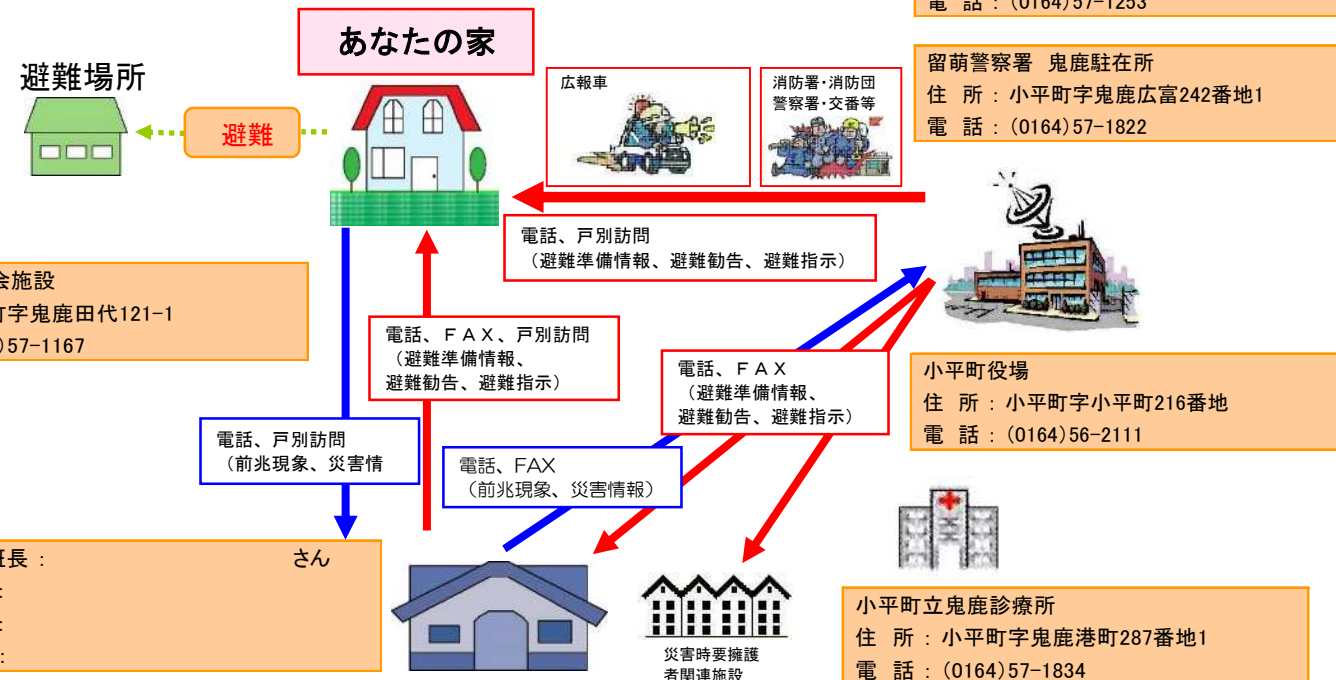 電 話：(0164)57-1253
あなたの家
避難場所
避難
広報車
消防署・消防団
警察署・交番等
留萌警察署 鬼鹿駐在所
住 所：小平町字鬼鹿広富242番地1
電 話：(0164)57-1822
電話、戸別訪問
（避難準備情報、避難勧告、避難指示）
会施設
町字鬼鹿田代121-1
)57-1167
電話、ＦＡＸ、戸別訪問
（避難準備情報、
避難勧告、避難指示）
電話、ＦＡＸ
（避難準備情報、
避難勧告、避難指示）
小平町役場
住 所：小平町字小平町216番地
電 話：(0164)56-2111
電話、戸別訪問
（前兆現象、災害情
電話、FAX
（前兆現象、災害情報）
班長： さん
：
：
：
災害時要擁護
者関連施設
小平町立鬼鹿診療所
住 所：小平町字鬼鹿港町287番地1
電 話：(0164)57-1834